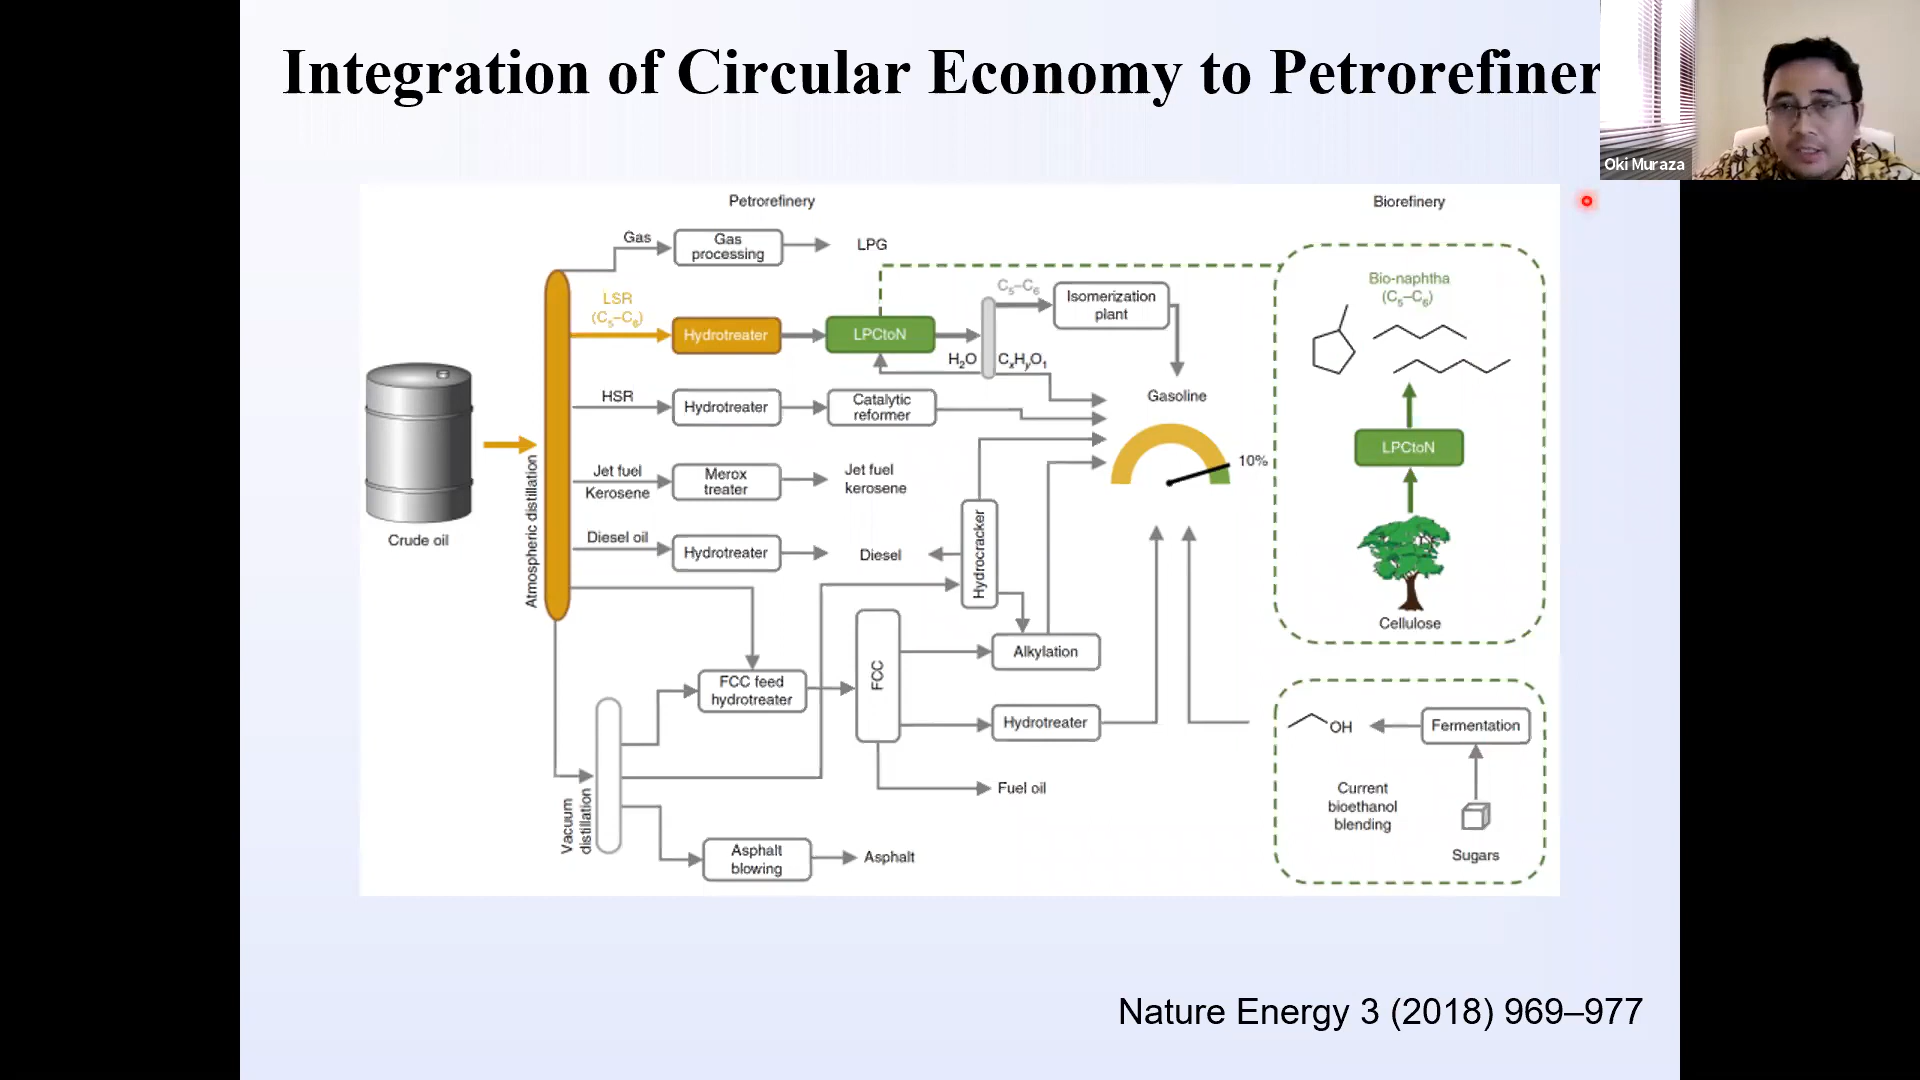 Integration of Circular Economy to Petrorefiner
Oki Muraza
Petrorefinery
Biorefinery
Gas
Gas
processing
LPG
LSR
(C₅–C₆)
Hydrotreater
LPCtoN
C₅–C₆
Isomerization
plant
H₂O
CₓHᵧO₁
HSR
Hydrotreater
Catalytic
reformer
Gasoline
10%
Jet fuel
Kerosene
Merox
treater
Jet fuel
kerosene
Diesel oil
Hydrotreater
Diesel
Hydrocracker
Crude oil
Atmospheric distillation
FCC feed
hydrotreater
FCC
Alkylation
Hydrotreater
Fuel oil
Vacuum
distillation
Asphalt
blowing
Asphalt
Bio-naphtha
(C₅–C₆)
LPCtoN
Cellulose
OH
Fermentation
Current
bioethanol
blending
Sugars
Nature Energy 3 (2018) 969–977